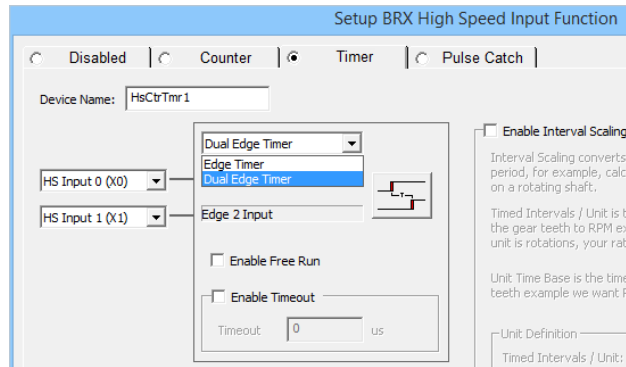 Setup BRX High Speed Input Function
Disabled Counter Timer Pulse Catch
Device Name: HsCtrTmr1
Dual Edge Timer
Edge Timer
Dual Edge Timer
HS Input 0 (X0)
HS Input 1 (X1)
Edge 2 Input
Enable Free Run
Enable Timeout
Timeout 0 us
Enable Interval Scaling
Interval Scaling converts
period, for example, calc
on a rotating shaft.
Timed Intervals / Unit is t
the gear teeth to RPM ex
unit is rotations, your rat
Unit Time Base is the time
teeth example we want R
Unit Definition
Timed Intervals / Unit: